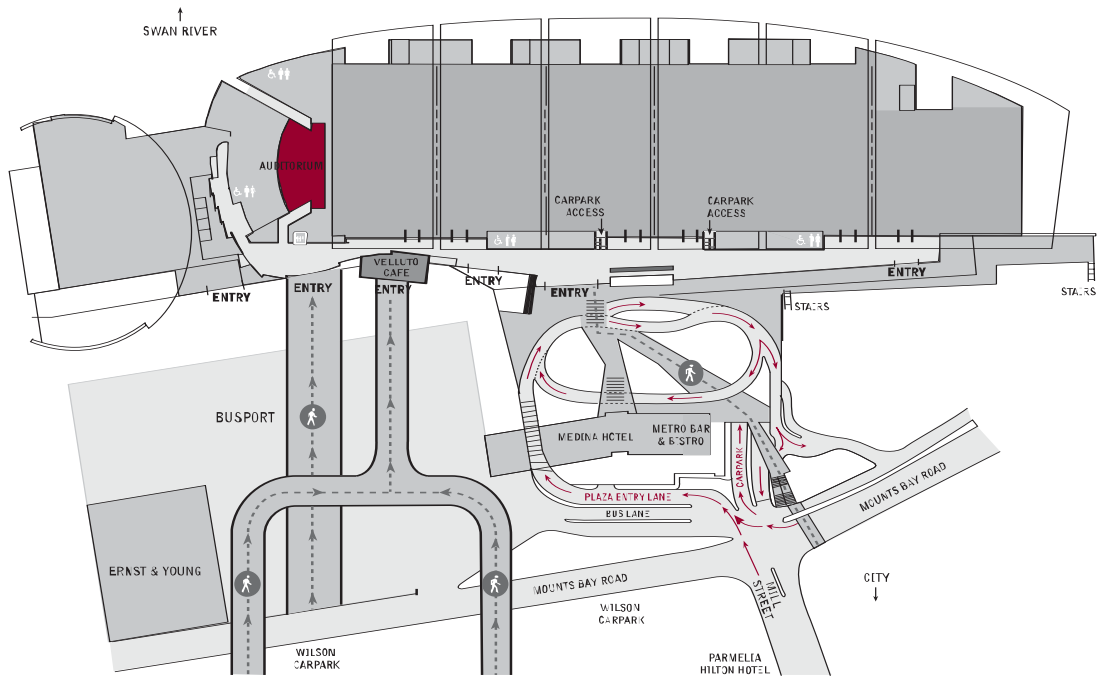 SWAN RIVER
AUDITORIUM
CARPARK
ACCESS
CARPARK
ACCESS
VELLUTO
CAFE
ENTRY
ENTRY
ENTRY
ENTRY
ENTRY
ENTRY
STAIRS
STAIRS
BUSPORT
MEDINA HOTEL
METRO BAR
& BISTRO
CARPARK
PLAZA ENTRY LANE
BUS LANE
MOUNTS BAY ROAD
ERNST & YOUNG
MOUNTS BAY ROAD
MILL
STREET
CITY
WILSON
CARPARK
WILSON
CARPARK
PARMELIA
HILTON HOTEL